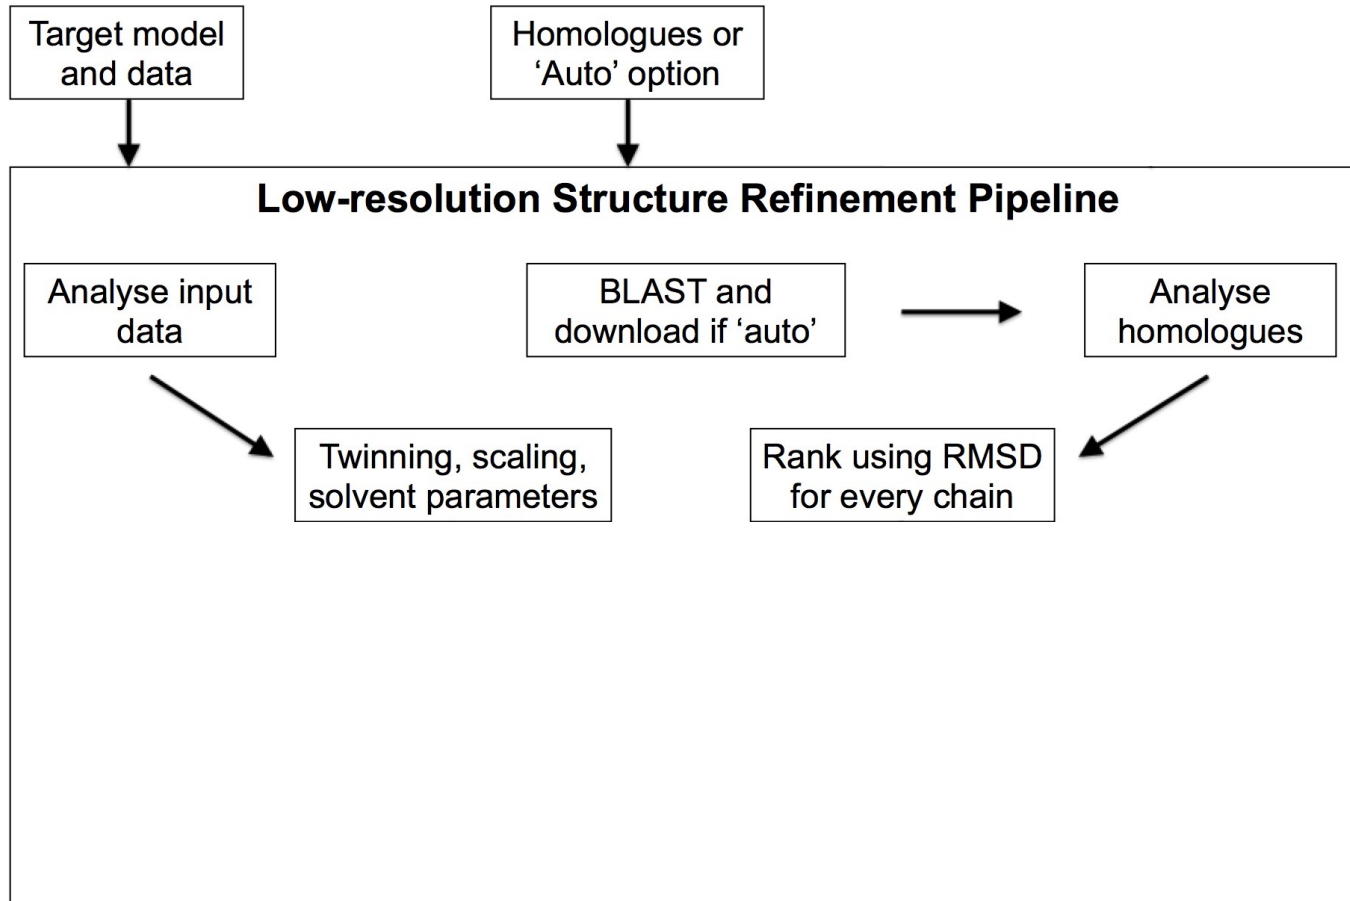 Target model
and data
Homologues or
‘Auto’ option
Low-resolution Structure Refinement Pipeline
Analyse input
data
BLAST and
download if ‘auto’
Analyse
homologues
Twinning, scaling,
solvent parameters
Rank using RMSD
for every chain